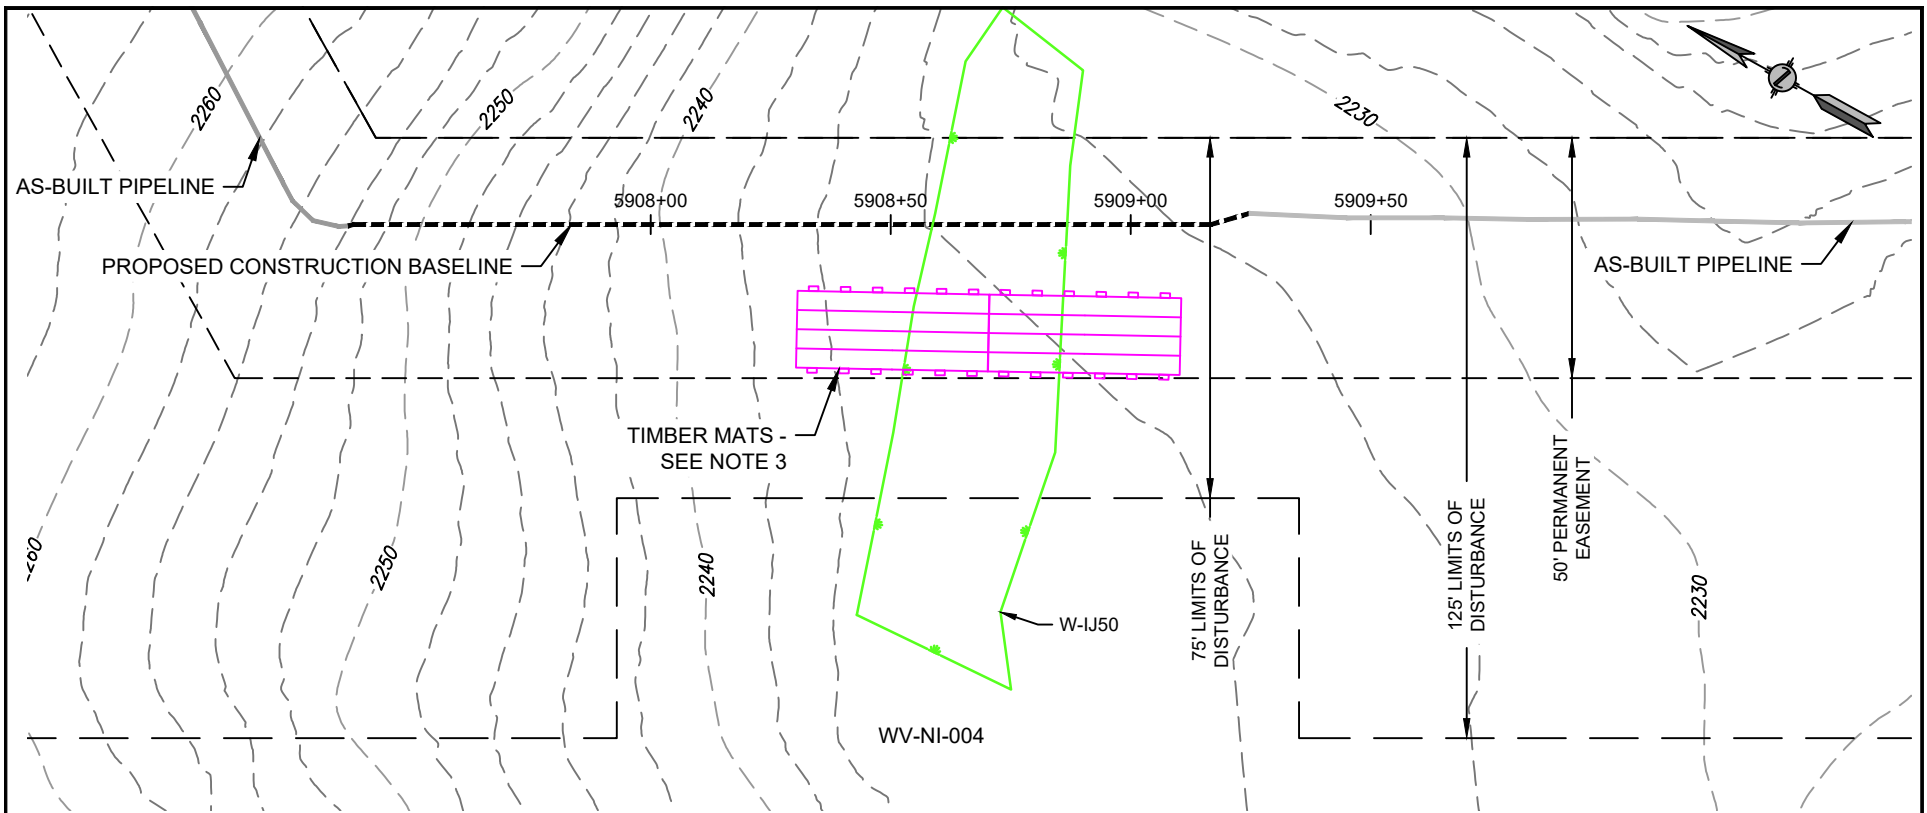 2260
2250
2240
2230
AS-BUILT PIPELINE
5908+00
5908+50
5909+00
5909+50
PROPOSED CONSTRUCTION BASELINE
AS-BUILT PIPELINE
TIMBER MATS -
SEE NOTE 3
75' LIMITS OF
DISTURBANCE
125' LIMITS OF
DISTURBANCE
50' PERMANENT
EASEMENT
2250
2240
2230
W-IJ50
WV-NI-004